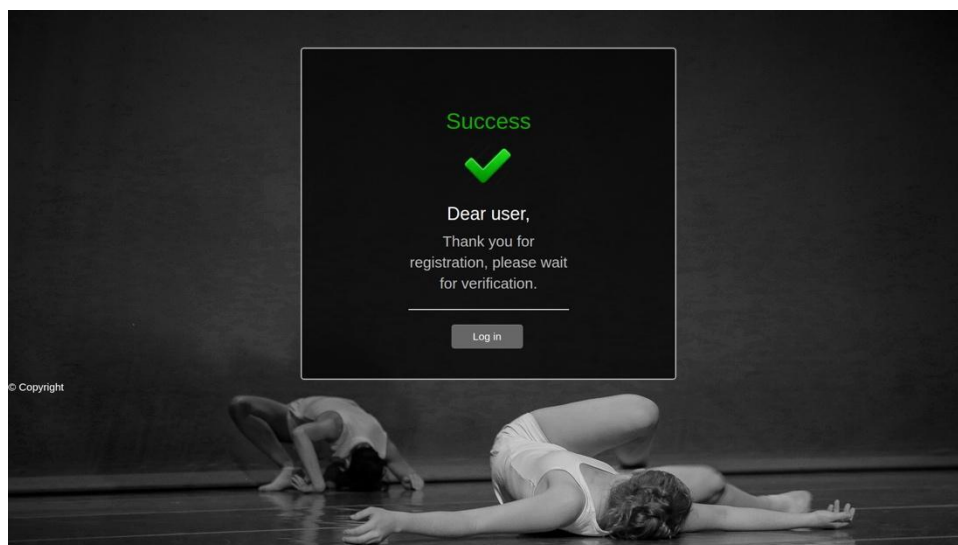 Success
Dear user,
Thank you for
registration, please wait
for verification.
Log in
© Copyright